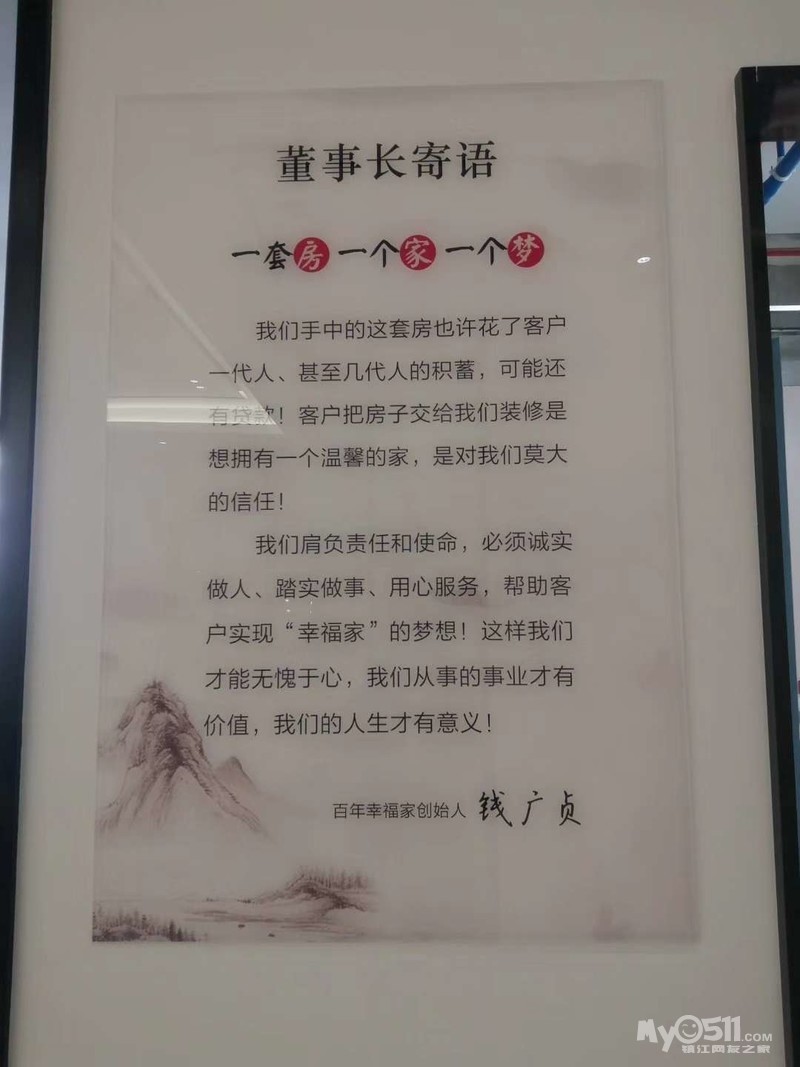 董事长寄语
一套房 一个家 一个梦
我们手中的这套房也许花了客户
一代人、甚至几代人的积蓄，可能还
有贷款！客户把房子交给我们装修是
想拥有一个温馨的家，是对我们莫大
的信任！
我们肩负责任和使命，必须诚实
做人、踏实做事、用心服务，帮助客
户实现“幸福家”的梦想！这样我们
才能无愧于心，我们从事的事业才有
价值，我们的人生才有意义！
百年幸福家创始人 钱广贞
My0511.COM
镇江网友之家